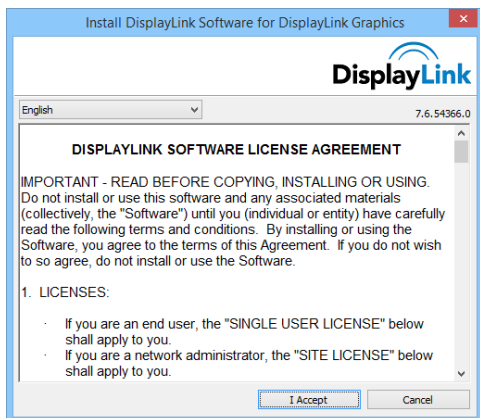 Install DisplayLink Software for DisplayLink Graphics
DisplayLink
English
7.6.54366.0
DISPLAYLINK SOFTWARE LICENSE AGREEMENT
IMPORTANT - READ BEFORE COPYING, INSTALLING OR USING.
Do not install or use this software and any associated materials
(collectively, the "Software") until you (individual or entity) have carefully
read the following terms and conditions. By installing or using the
Software, you agree to the terms of this Agreement. If you do not wish
to so agree, do not install or use the Software.
1. LICENSES:
· If you are an end user, the "SINGLE USER LICENSE" below
shall apply to you.
· If you are a network administrator, the "SITE LICENSE" below
shall apply to you.
I Accept
Cancel